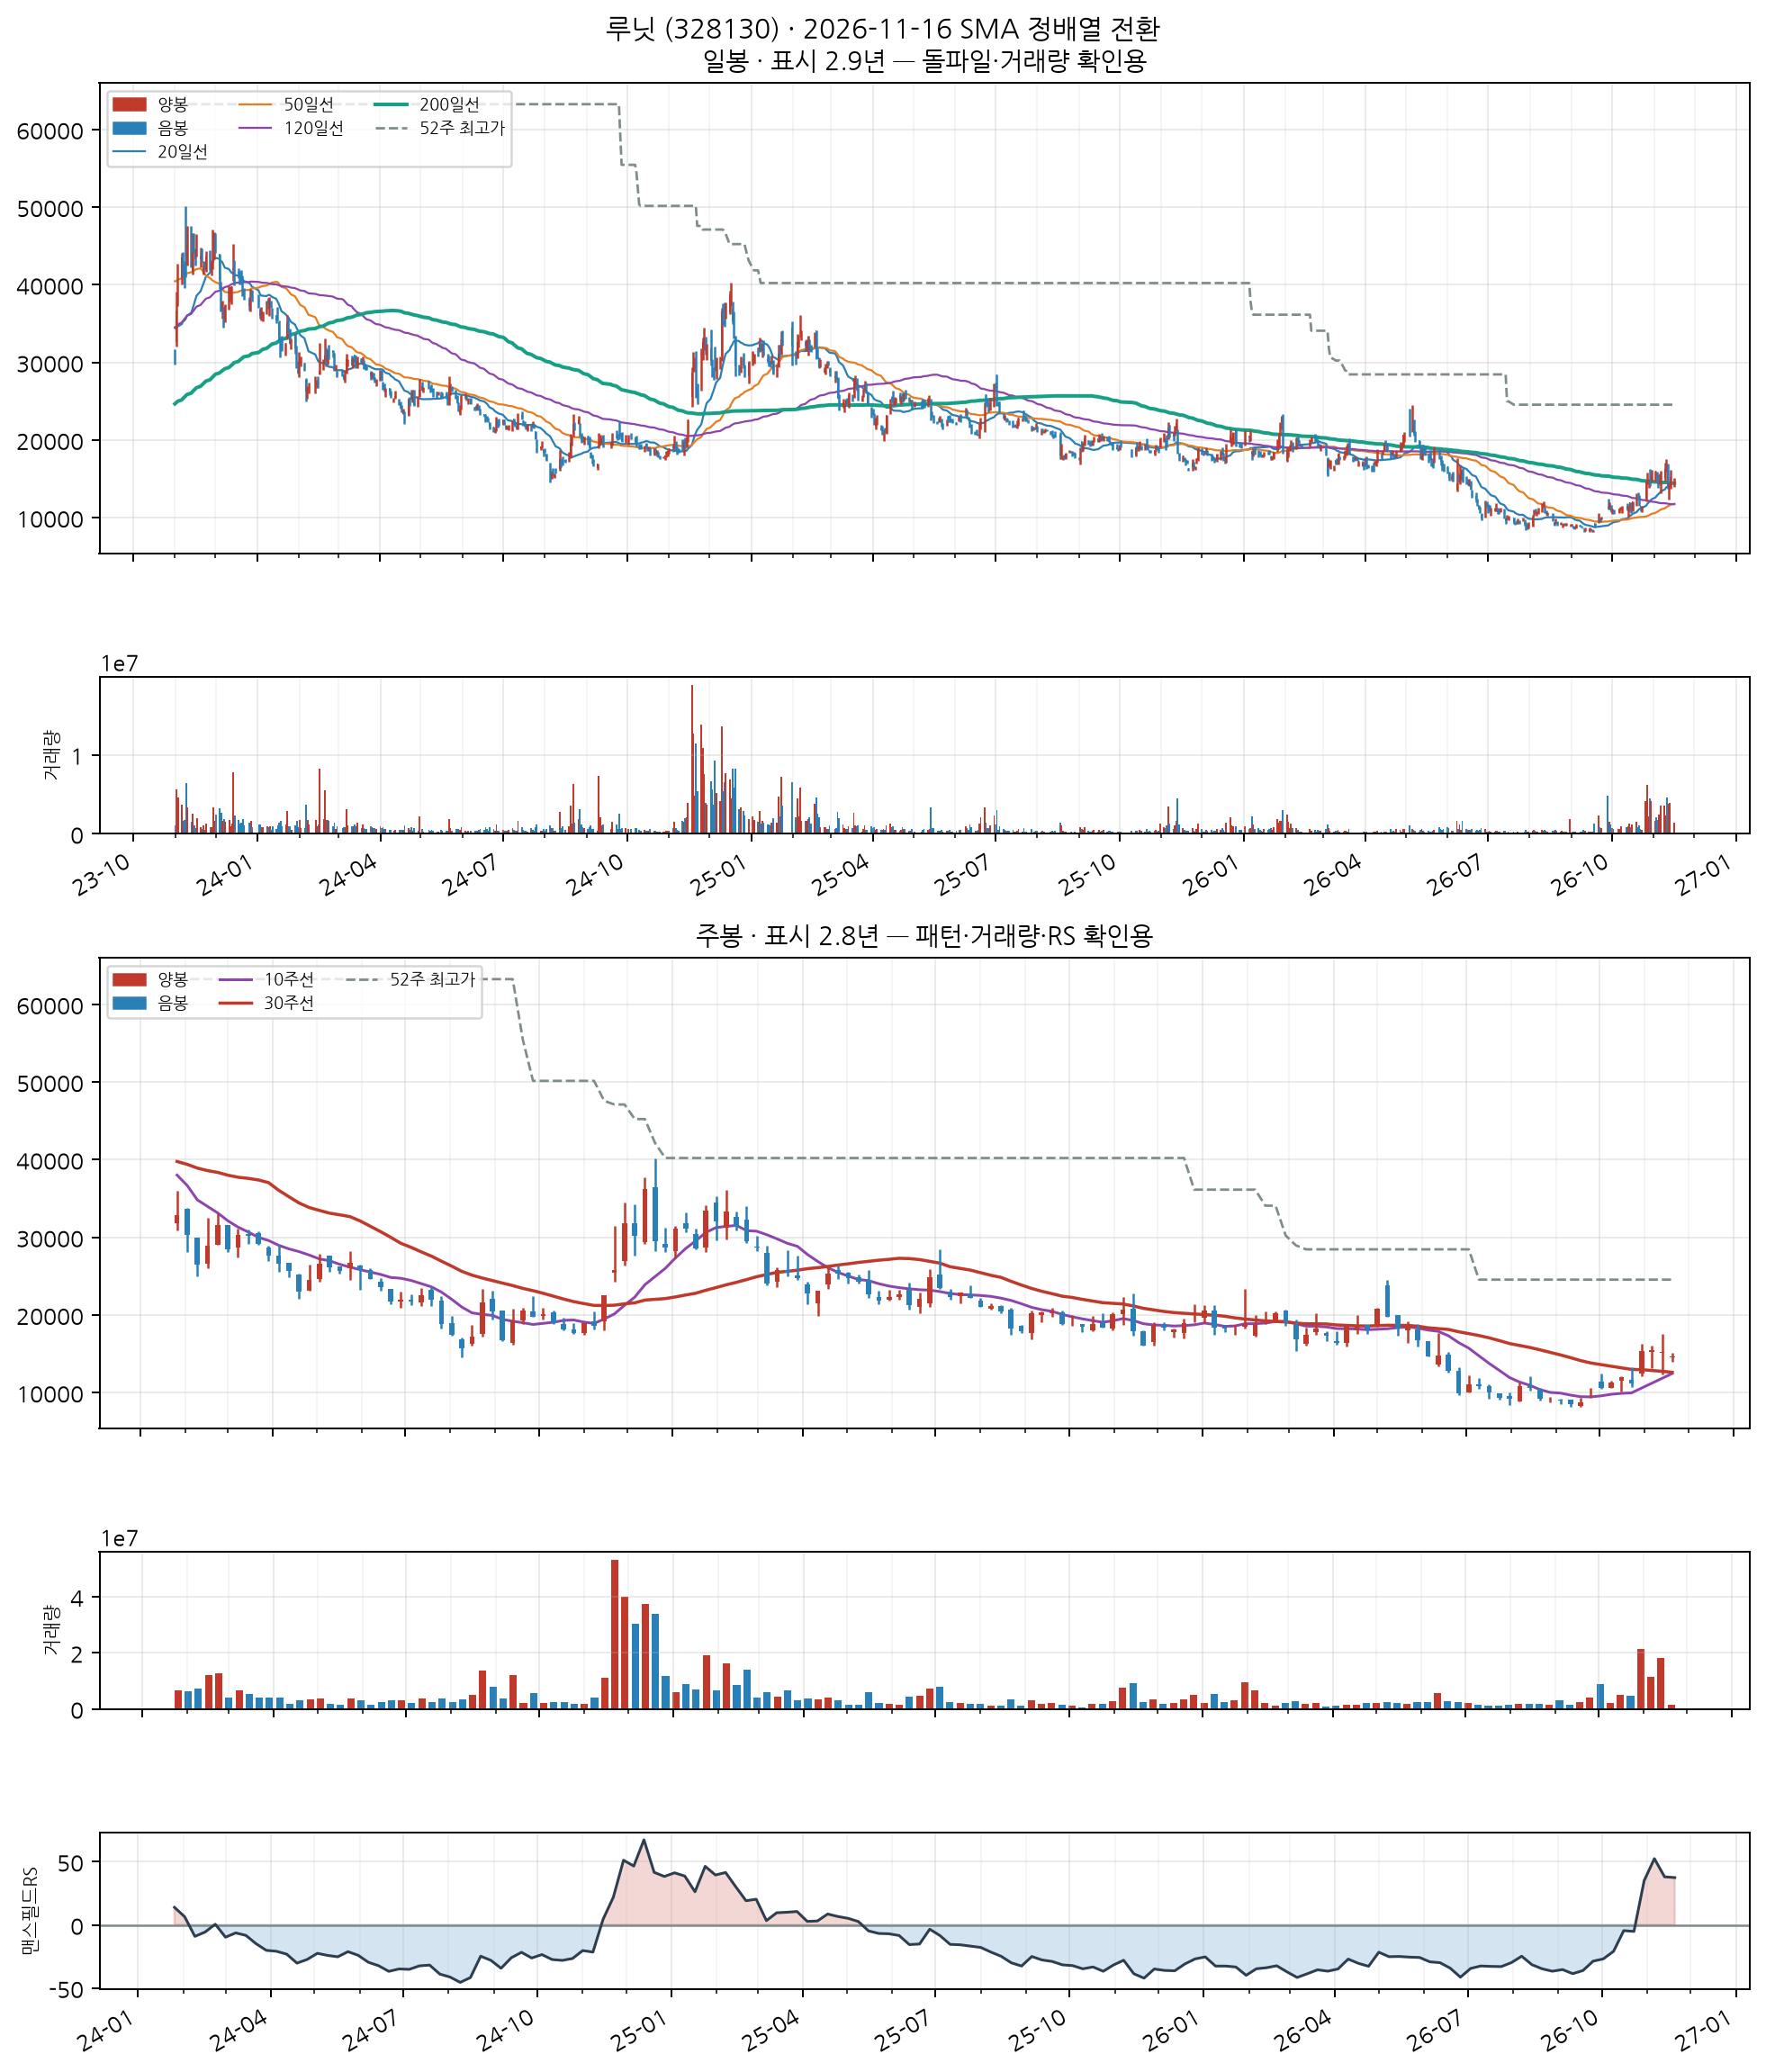 루닛 (328130) · 2026-11-16 SMA 정배열 전환
일봉 · 표시 2.9년 — 돌파일·거래량 확인용
양봉 50일선 200일선
음봉 120일선 52주 최고가
20일선
60000
50000
40000
30000
20000
10000
1e7
거래량
1
0
23-10 24-01 24-04 24-07 24-10 25-01 25-04 25-07 25-10 26-01 26-04 26-07 26-10 27-01
주봉 · 표시 2.8년 — 패턴·거래량·RS 확인용
양봉 10주선 52주 최고가
음봉 30주선
60000
50000
40000
30000
20000
10000
1e7
거래량
4
2
0
맨스필드RS
50
0
-50
24-01 24-04 24-07 24-10 25-01 25-04 25-07 25-10 26-01 26-04 26-07 26-10 27-01